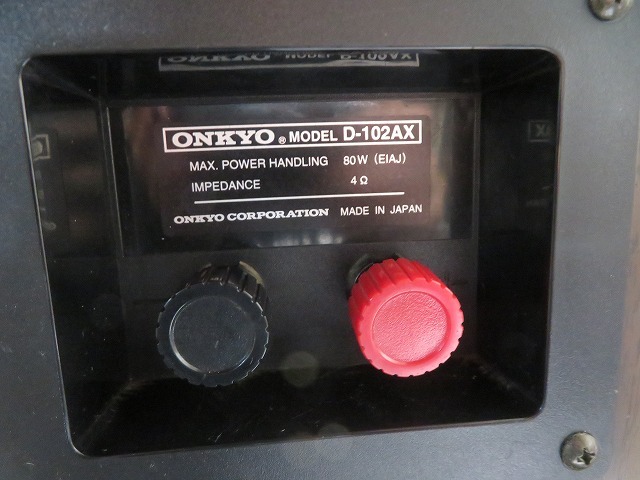 ONKYO® MODEL D-102AX
MAX. POWER HANDLING 80W (EIAJ)
IMPEDANCE 4Ω
ONKYO CORPORATION MADE IN JAPAN